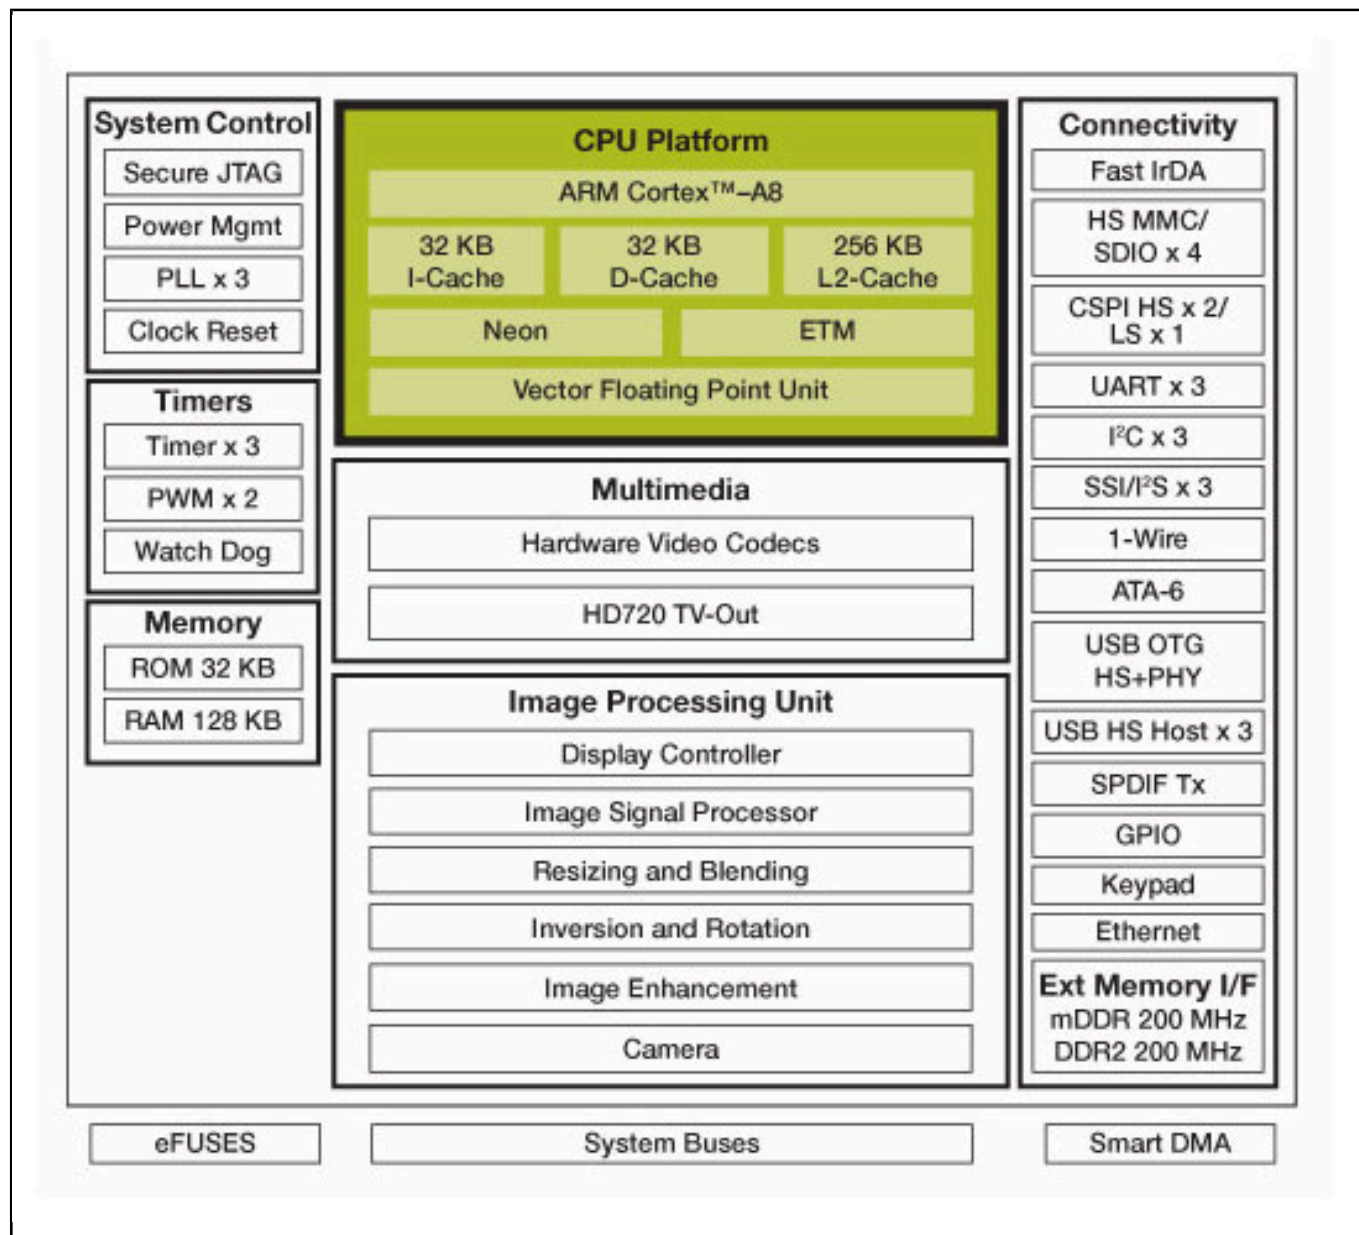 System Control
Secure JTAG
Power Mgmt
PLL x 3
Clock Reset
Timers
Timer x 3
PWM x 2
Watch Dog
Memory
ROM 32 KB
RAM 128 KB
CPU Platform
ARM Cortex™–A8
32 KB
I-Cache
32 KB
D-Cache
256 KB
L2-Cache
Neon
ETM
Vector Floating Point Unit
Multimedia
Hardware Video Codecs
HD720 TV-Out
Image Processing Unit
Display Controller
Image Signal Processor
Resizing and Blending
Inversion and Rotation
Image Enhancement
Camera
Connectivity
Fast IrDA
HS MMC/
SDIO x 4
CSPI HS x 2/
LS x 1
UART x 3
I²C x 3
SSI/I²S x 3
1-Wire
ATA-6
USB OTG
HS+PHY
USB HS Host x 3
SPDIF Tx
GPIO
Keypad
Ethernet
Ext Memory I/F
mDDR 200 MHz
DDR2 200 MHz
eFUSES
System Buses
Smart DMA